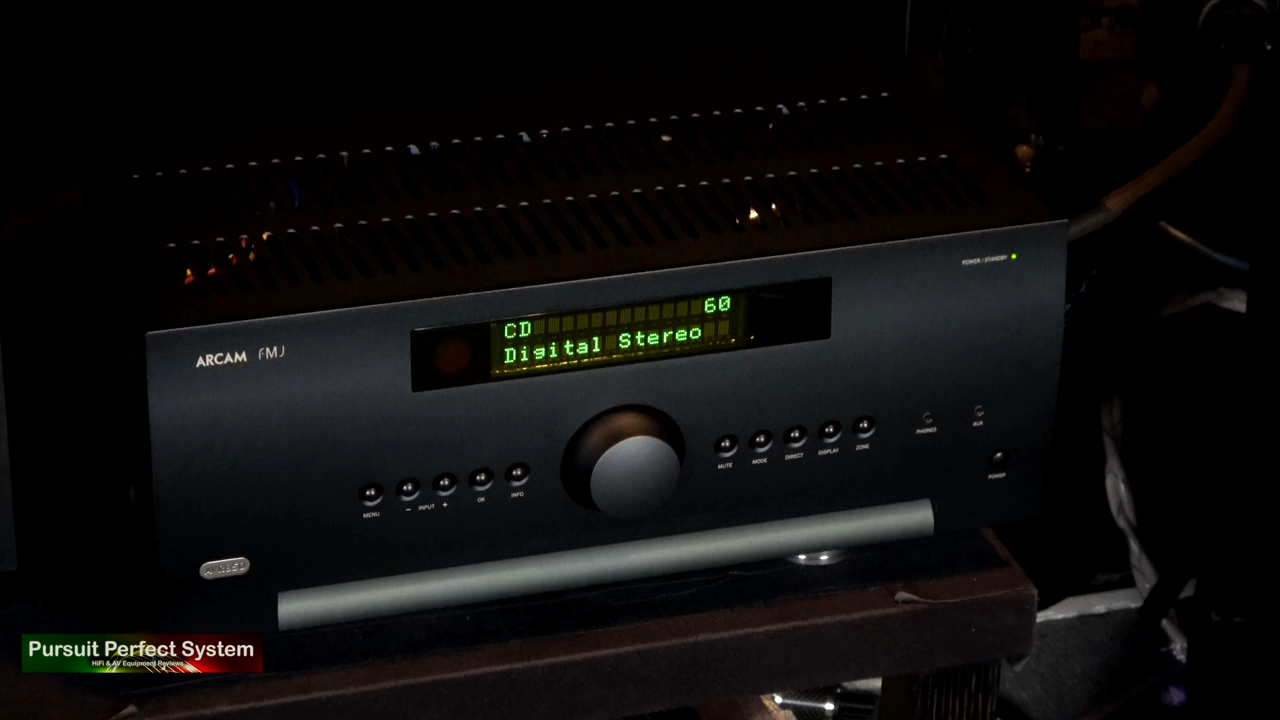 POWER / STANDBY
CD 60
Digital Stereo
ARCAM FMJ
PHONES AUX
MUTE MODE DIRECT DISPLAY ZONE
MENU - INPUT + OK INFO
POWER
Pursuit Perfect System
HiFi & AV Equipment Reviews